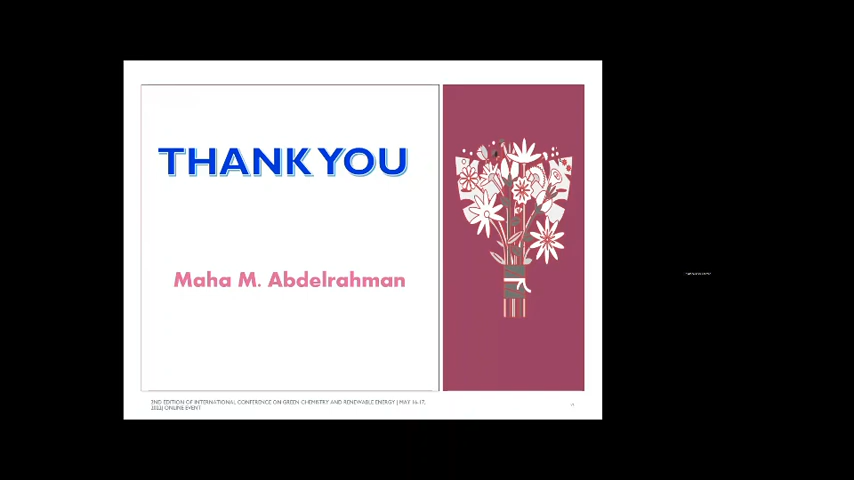 THANK YOU
Maha M. Abdelrahman
2ND EDITION OF INTERNATIONAL CONFERENCE ON GREEN CHEMISTRY AND RENEWABLE ENERGY | MAY 16-17,
2022| ONLINE EVENT